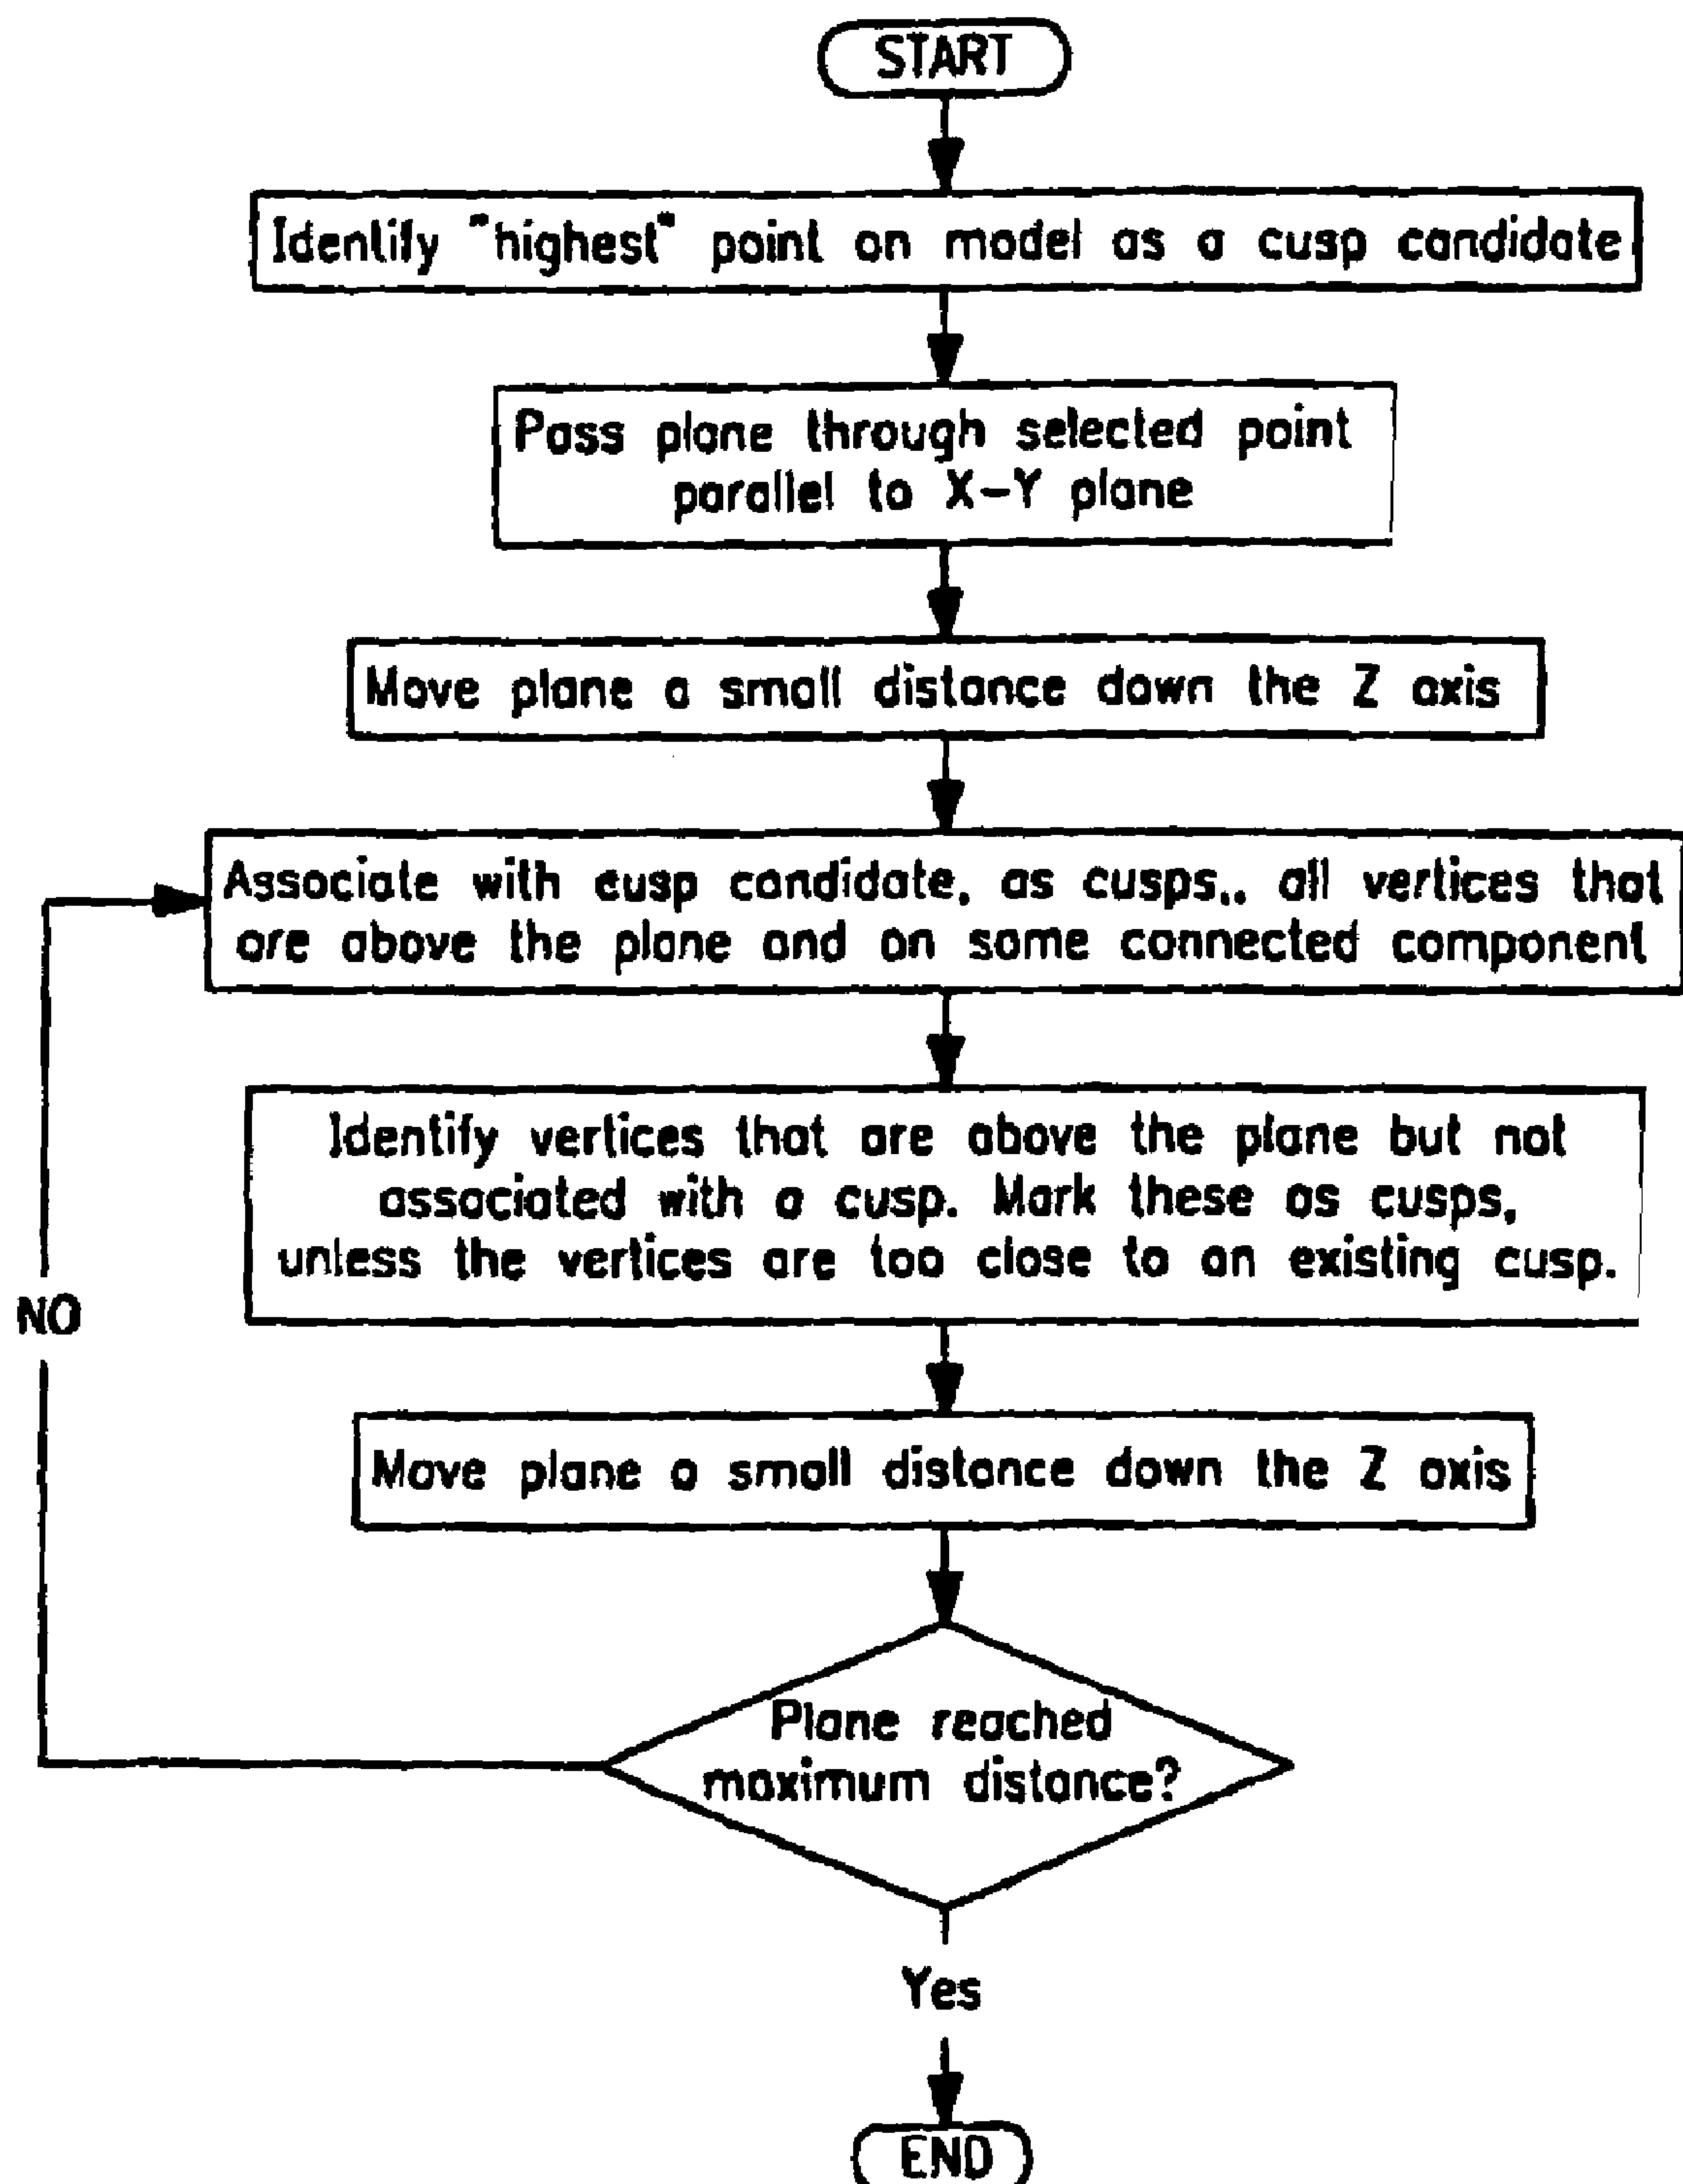 START
Identify "highest" point on model as a cusp candidate
Pass plane through selected point
parallel to X-Y plane
Move plane a small distance down the Z axis
Associate with cusp candidate, as cusps,, all vertices that
are above the plane and on same connected component
Identify vertices that are above the plane but not
associated with a cusp. Mark these as cusps,
unless the vertices are too close to an existing cusp.
Move plane a small distance down the Z axis
NO
Plane reached
maximum distance?
Yes
END